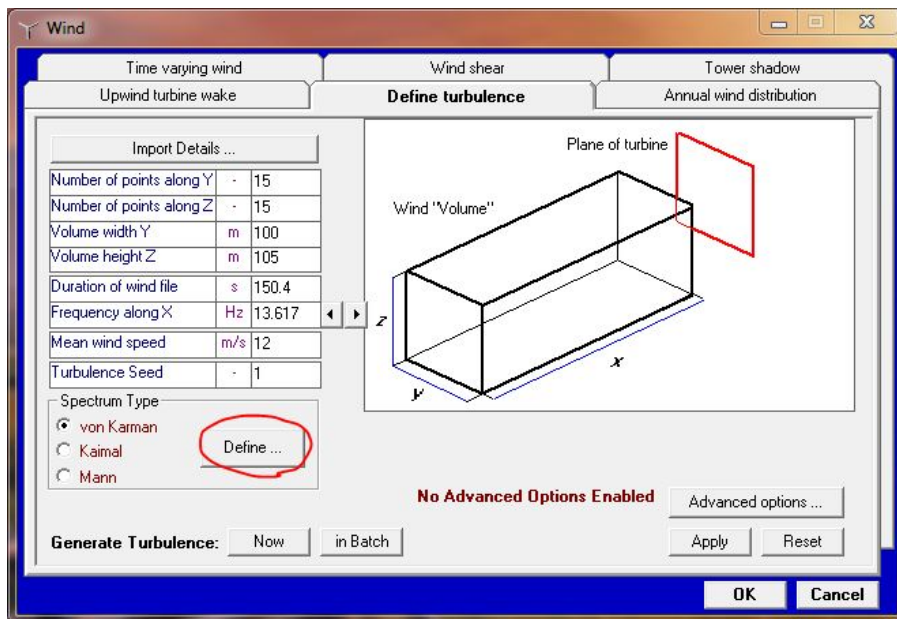 Wind
Time varying wind
Wind shear
Tower shadow
Upwind turbine wake
Define turbulence
Annual wind distribution
Import Details ...
Number of points along Y - 15
Number of points along Z - 15
Volume width Y m 100
Volume height Z m 105
Duration of wind file s 150.4
Frequency along X Hz 13.617
Mean wind speed m/s 12
Turbulence Seed - 1
Plane of turbine
Wind "Volume"
z
y
x
Spectrum Type
von Karman
Kaimal
Mann
Define ...
No Advanced Options Enabled
Advanced options ...
Generate Turbulence: Now in Batch
Apply Reset
OK Cancel